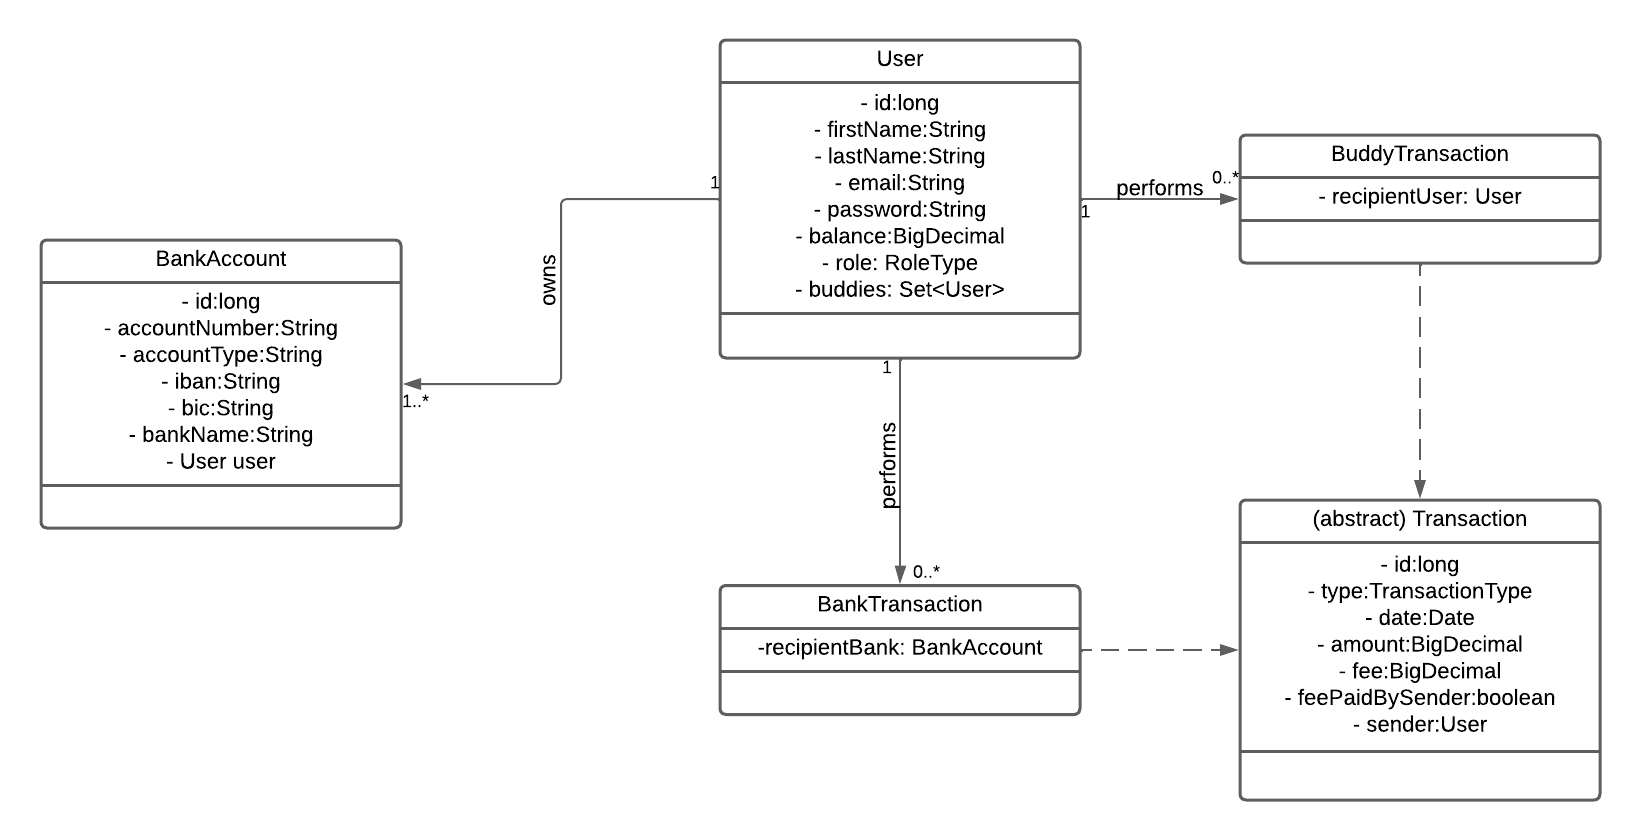 User
- id:long
- firstName:String
- lastName:String
- email:String
- password:String
- balance:BigDecimal
- role: RoleType
- buddies: Set<User>
1
owns
1..*
BankAccount
- id:long
- accountNumber:String
- accountType:String
- iban:String
- bic:String
- bankName:String
- User user
1
performs
0..*
BuddyTransaction
- recipientUser: User
1
performs
0..*
BankTransaction
-recipientBank: BankAccount
(abstract) Transaction
- id:long
- type:TransactionType
- date:Date
- amount:BigDecimal
- fee:BigDecimal
- feePaidBySender:boolean
- sender:User